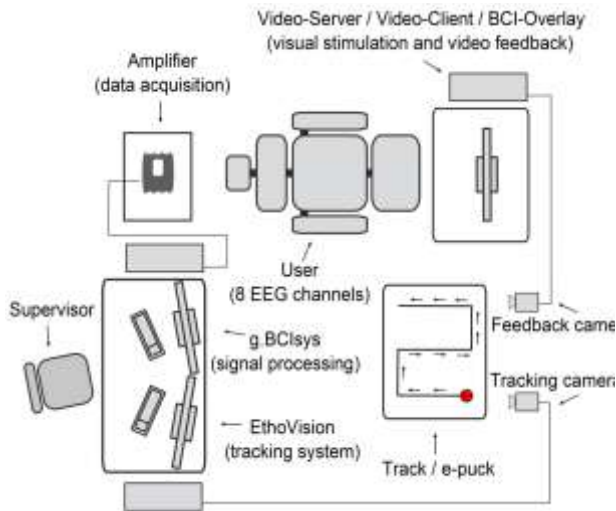 Video-Server / Video-Client / BCI-Overlay
(visual stimulation and video feedback)
Amplifier
(data acquisition)
User
(8 EEG channels)
Supervisor
g.BCIsys
(signal processing)
Feedback came
Tracking camera
EthoVision
(tracking system)
Track / e-puck